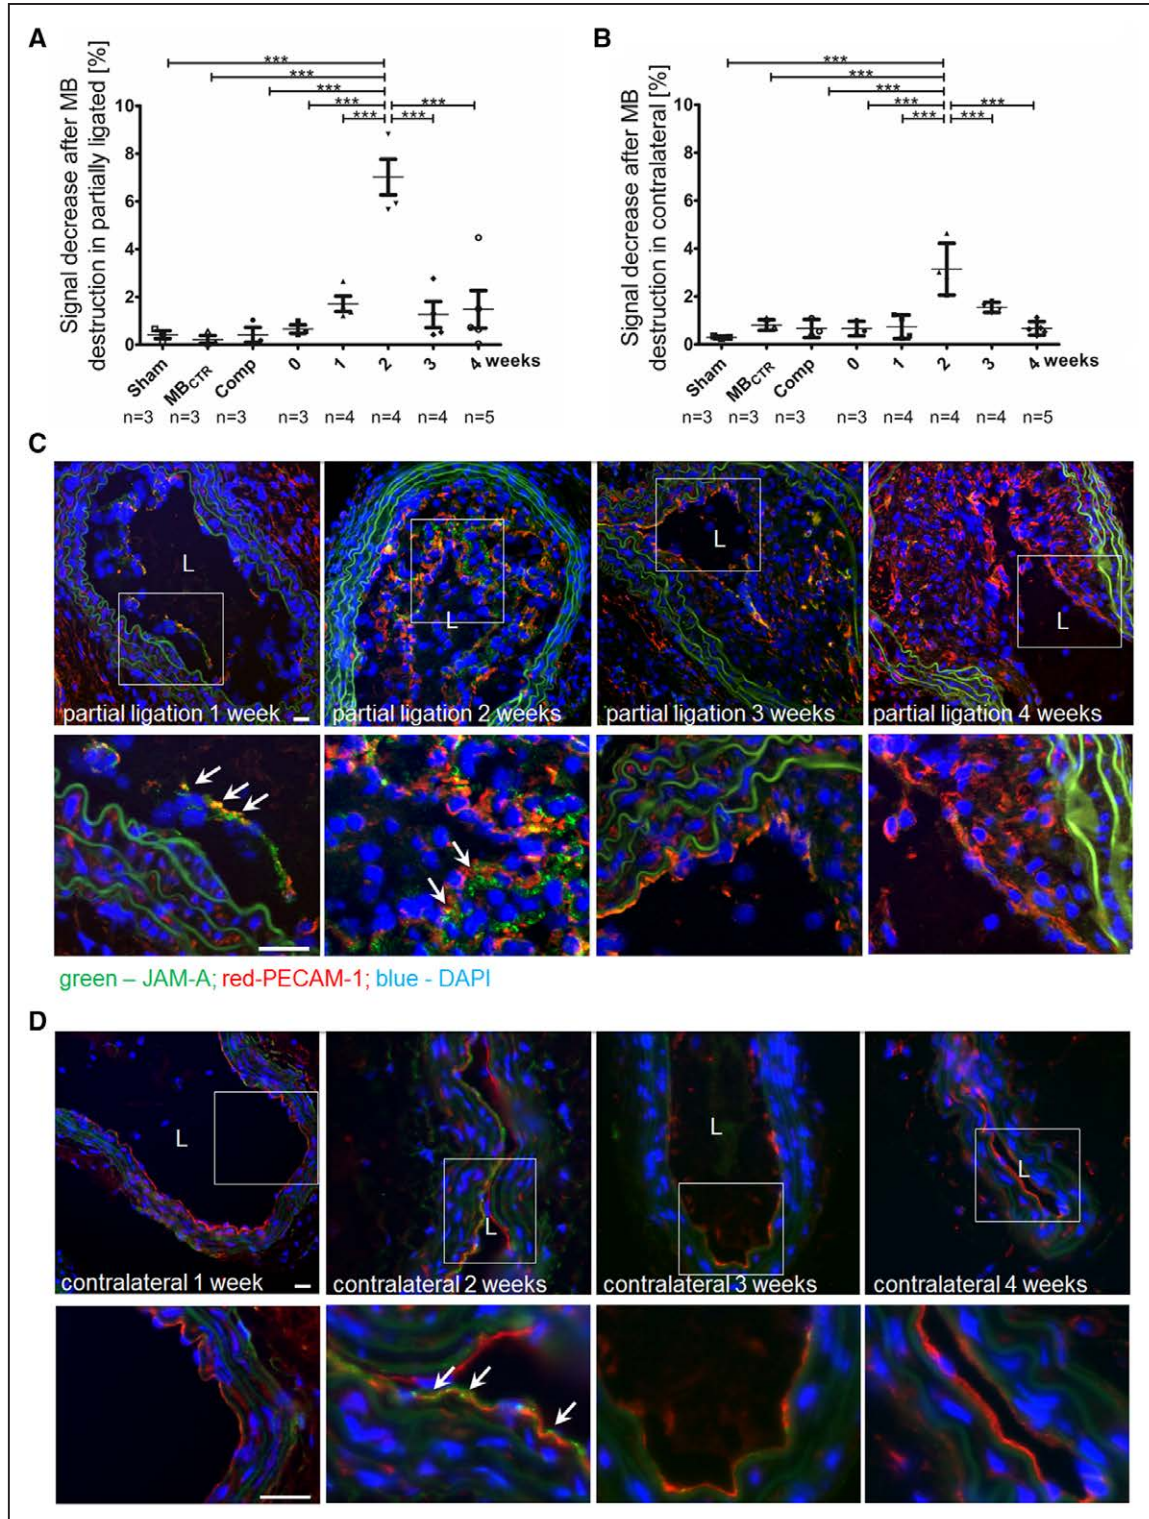 A
Signal decrease after MB
destruction in partially ligated [%]
***
***
***
*** ***
*** ***
10
8
6
4
2
0
Sham MBCTR Comp 0 1 2 3 4 weeks
n=3 n=3 n=3 n=3 n=4 n=4 n=4 n=5
B
Signal decrease after MB
destruction in contralateral [%]
***
***
***
*** ***
*** ***
10
8
6
4
2
0
Sham MBCTR Comp 0 1 2 3 4 weeks
n=3 n=3 n=3 n=3 n=4 n=4 n=4 n=5
C
L L L L
partial ligation 1 week partial ligation 2 weeks partial ligation 3 weeks partial ligation 4 weeks
green – JAM-A; red-PECAM-1; blue - DAPI
D
L L L L
contralateral 1 week contralateral 2 weeks contralateral 3 weeks contralateral 4 weeks